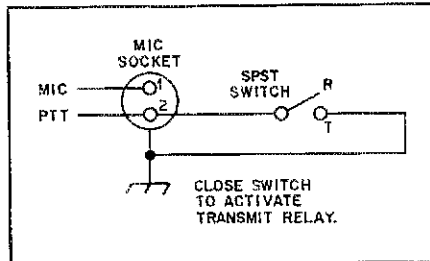 MIC
SOCKET
MIC
1
PTT
2
SPST
SWITCH
R
T
CLOSE SWITCH
TO ACTIVATE
TRANSMIT RELAY.